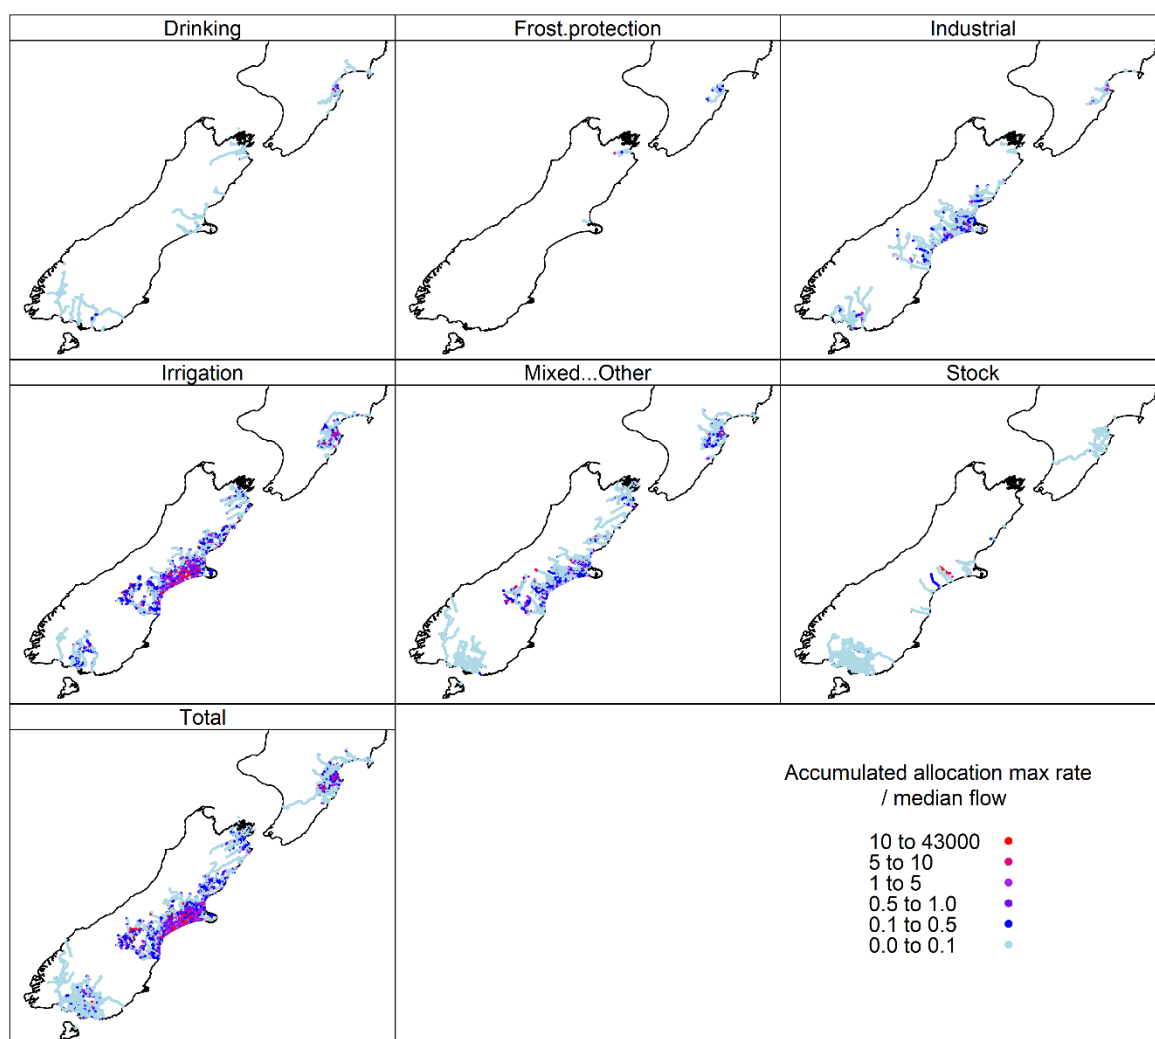 Drinking
Frost.protection
Industrial
Irrigation
Mixed...Other
Stock
Total
Accumulated allocation max rate
/ median flow
10 to 43000
5 to 10
1 to 5
0.5 to 1.0
0.1 to 0.5
0.0 to 0.1